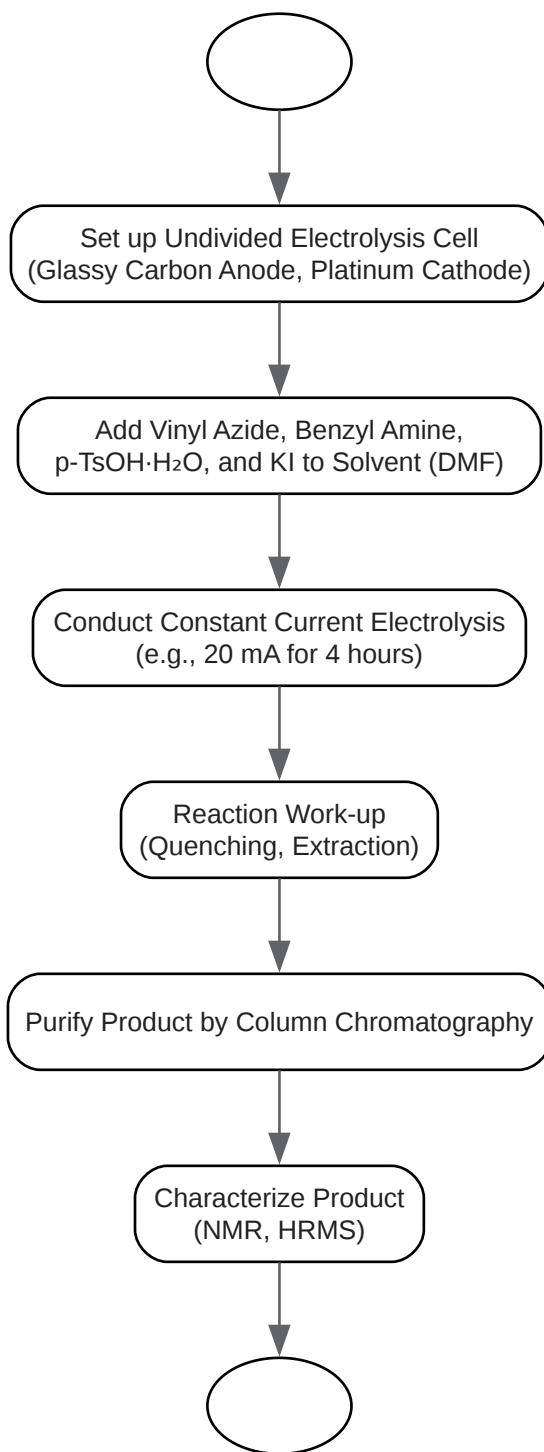 Set up Undivided Electrolysis Cell
(Glassy Carbon Anode, Platinum Cathode)
Add Vinyl Azide, Benzyl Amine,
p-TsOH·H₂O, and KI to Solvent (DMF)
Conduct Constant Current Electrolysis
(e.g., 20 mA for 4 hours)
Reaction Work-up
(Quenching, Extraction)
Purify Product by Column Chromatography
Characterize Product
(NMR, HRMS)